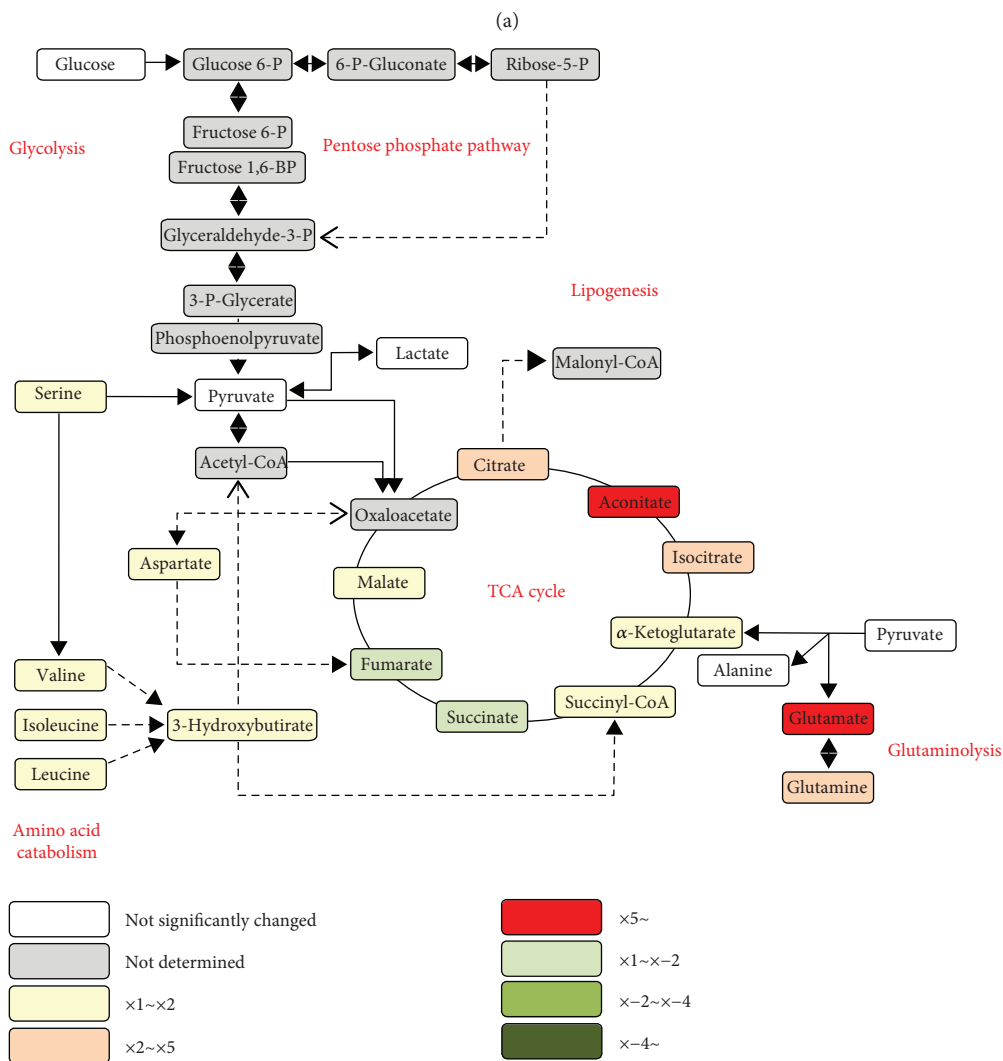 (a)
Glucose
Glucose 6-P
6-P-Gluconate
Ribose-5-P
Fructose 6-P
Glycolysis
Pentose phosphate pathway
Fructose 1,6-BP
Glyceraldehyde-3-P
Lipogenesis
3-P-Glycerate
Phosphoenolpyruvate
Lactate
Malonyl-CoA
Serine
Pyruvate
Acetyl-CoA
Citrate
Aconitate
Oxaloacetate
Isocitrate
Aspartate
Malate
TCA cycle
α-Ketoglutarate
Pyruvate
Fumarate
Alanine
Valine
Succinyl-CoA
Isoleucine
3-Hydroxybutirate
Succinate
Glutamate
Glutaminolysis
Leucine
Glutamine
Amino acid
catabolism
Not significantly changed
×5~
Not determined
×1~×−2
×1~×2
×−2~×−4
×2~×5
×−4~